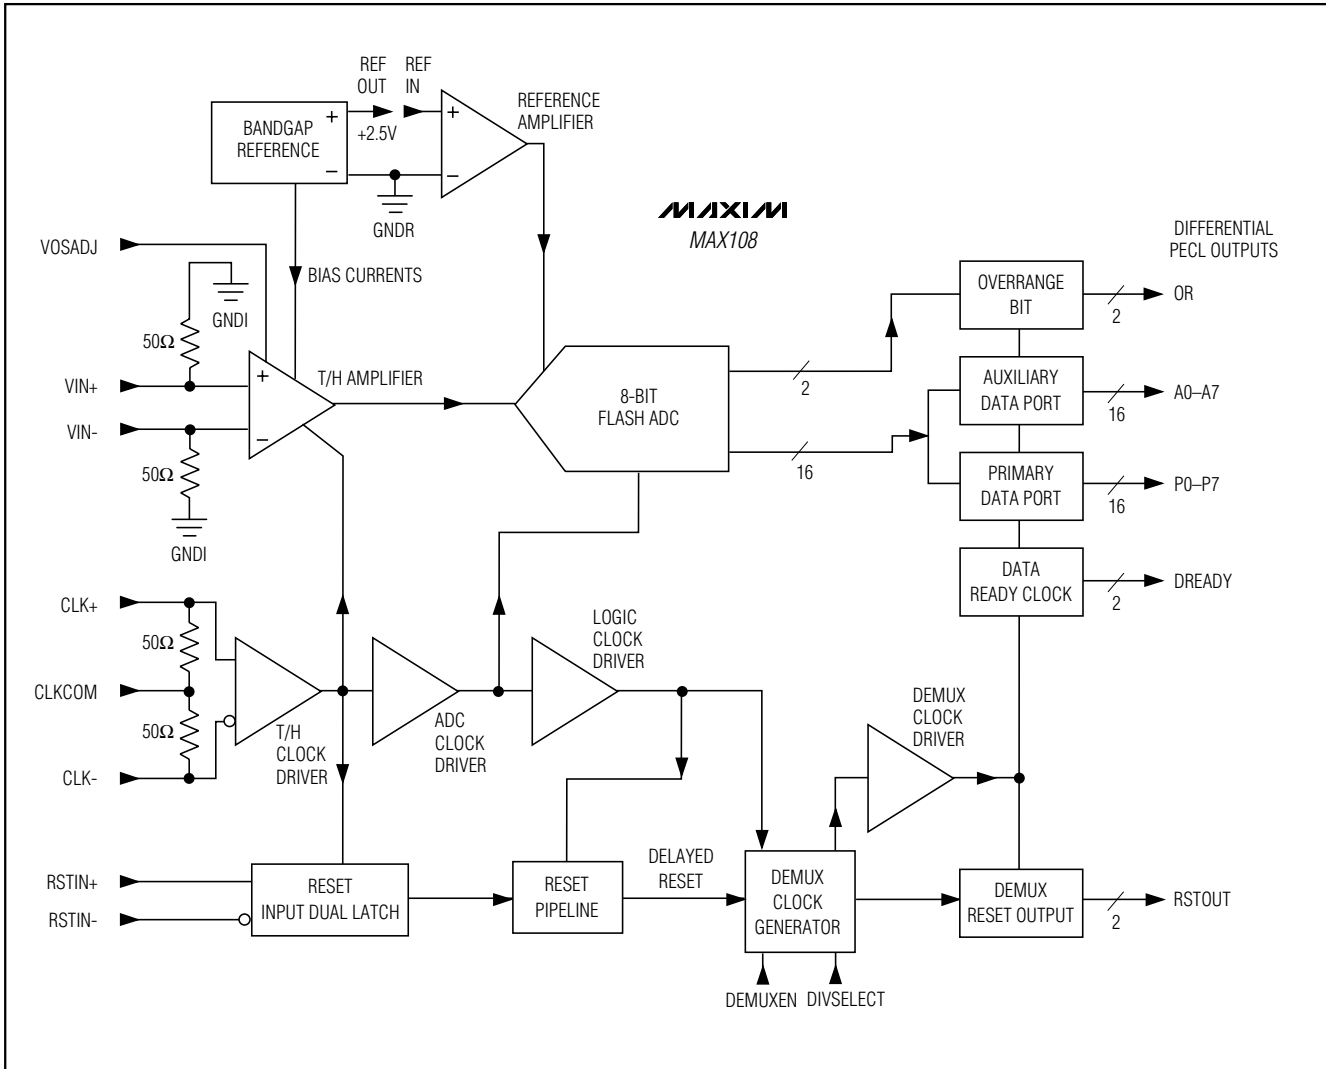 REF
OUT
REF
IN
REFERENCE
AMPLIFIER
BANDGAP
REFERENCE
+
−
+2.5V
+
−
GNDR
MAXIM
MAX108
DIFFERENTIAL
PECL OUTPUTS
VOSADJ
BIAS CURRENTS
GNDI
50Ω
VIN+
VIN-
+
−
T/H AMPLIFIER
50Ω
GNDI
8-BIT
FLASH ADC
2
16
OVERRANGE
BIT
2
OR
AUXILIARY
DATA PORT
16
A0–A7
PRIMARY
DATA PORT
16
P0–P7
DATA
READY CLOCK
2
DREADY
CLK+
50Ω
CLKCOM
50Ω
CLK-
T/H
CLOCK
DRIVER
ADC
CLOCK
DRIVER
LOGIC
CLOCK
DRIVER
DEMUX
CLOCK
DRIVER
RSTIN+
RSTIN-
RESET
INPUT DUAL LATCH
RESET
PIPELINE
DELAYED
RESET
DEMUX
CLOCK
GENERATOR
DEMUX
RESET OUTPUT
2
RSTOUT
DEMUXEN
DIVSELECT